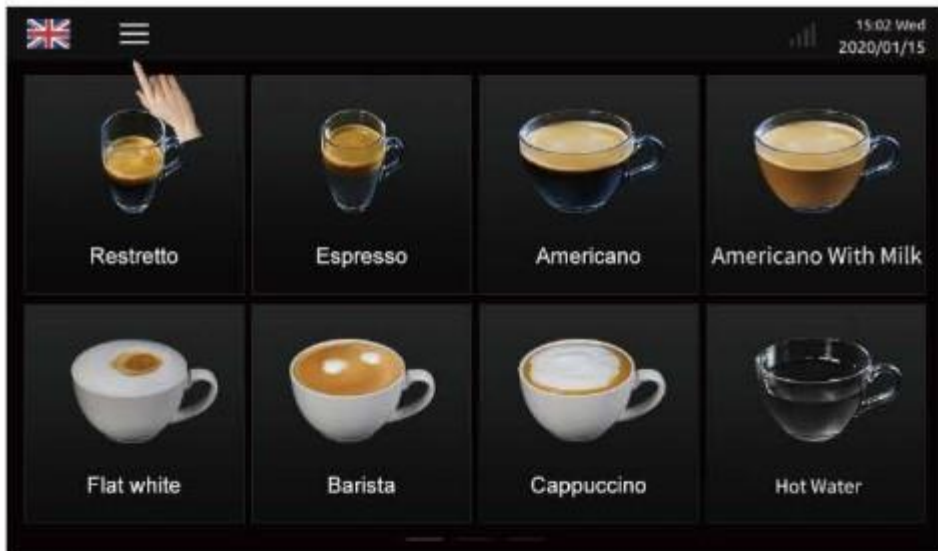 15:02 Wed
2020/01/15
Restretto
Espresso
Americano
Americano With Milk
Flat white
Barista
Cappuccino
Hot Water